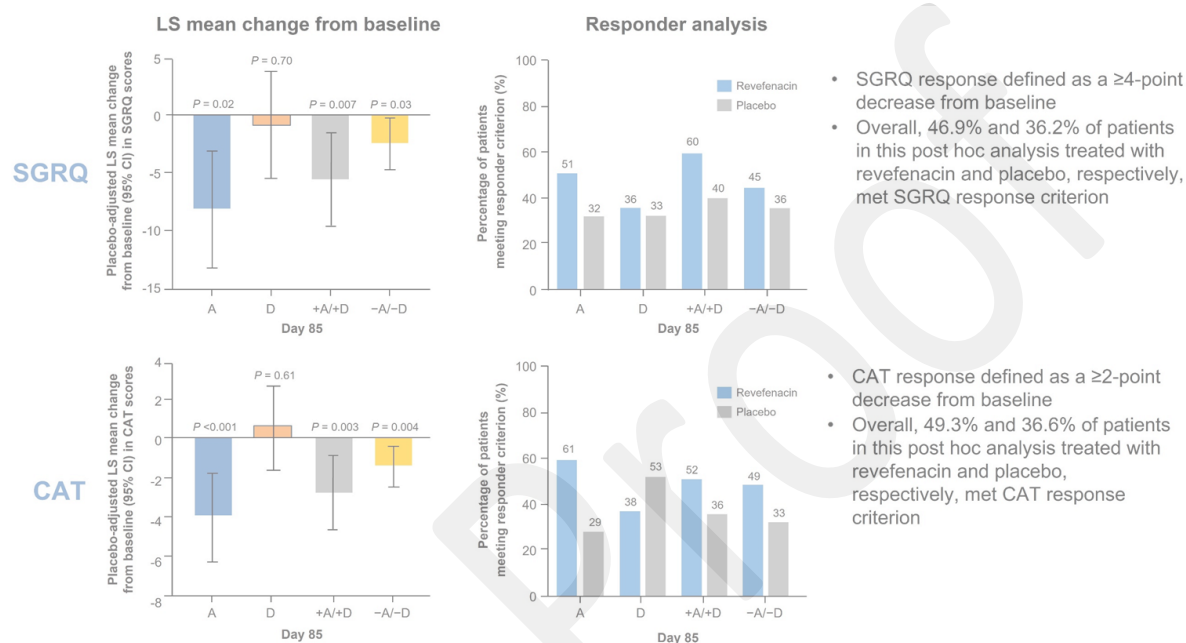 LS mean change from baseline
Responder analysis
SGRQ
Placebo-adjusted LS mean change
from baseline (95% CI) in SGRQ scores
5
0
-5
-10
-15
P = 0.02
P = 0.70
P = 0.007
P = 0.03
A
D
+A/+D
−A/−D
Day 85
Percentage of patients
meeting responder criterion (%)
100
80
60
40
20
0
Revefenacin
Placebo
51
32
36
33
60
40
45
36
A
D
+A/+D
−A/−D
Day 85
• SGRQ response defined as a ≥4-point
decrease from baseline
• Overall, 46.9% and 36.2% of patients
in this post hoc analysis treated with
revefenacin and placebo, respectively,
met SGRQ response criterion
CAT
Placebo-adjusted LS mean change
from baseline (95% CI) in CAT scores
4
2
0
-2
-4
-6
-8
P <0.001
P = 0.61
P = 0.003
P = 0.004
A
D
+A/+D
−A/−D
Day 85
Percentage of patients
meeting responder criterion (%)
100
80
60
40
20
0
Revefenacin
Placebo
61
29
38
53
52
36
49
33
A
D
+A/+D
−A/−D
Day 85
• CAT response defined as a ≥2-point
decrease from baseline
• Overall, 49.3% and 36.6% of patients
in this post hoc analysis treated with
revefenacin and placebo,
respectively, met CAT response
criterion
Proof